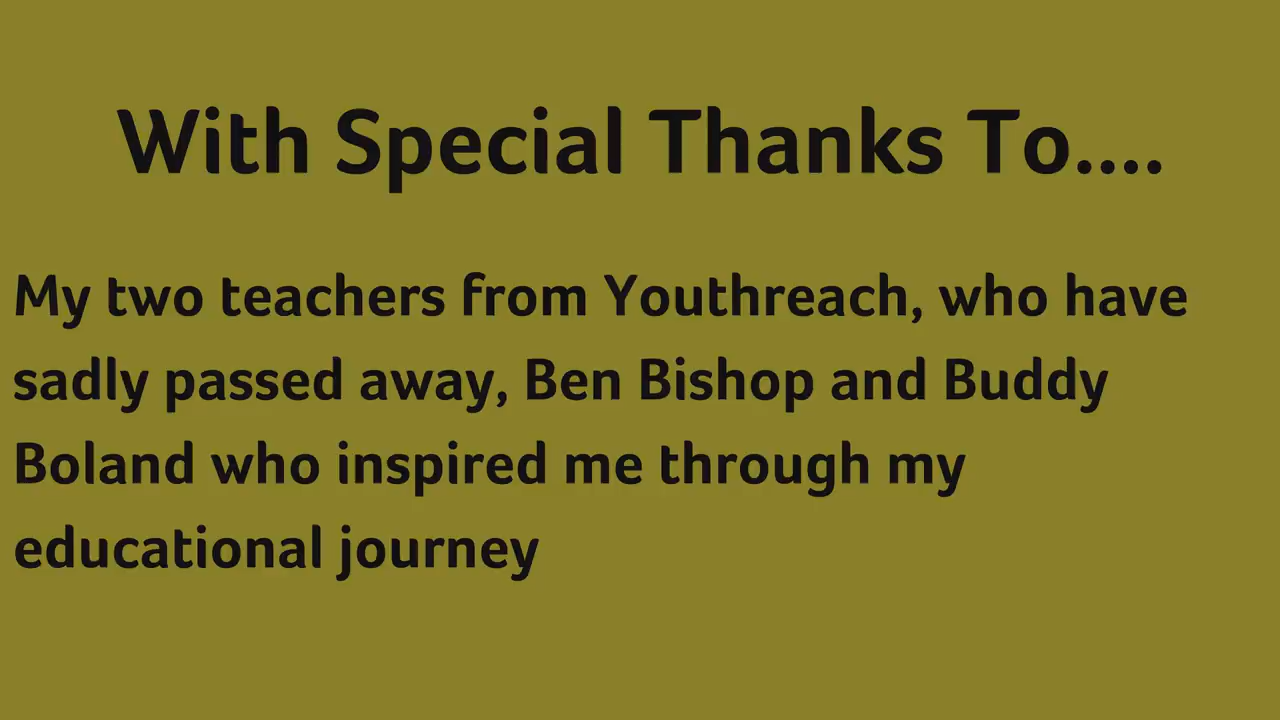 With Special Thanks To....
My two teachers from Youthreach, who have
sadly passed away, Ben Bishop and Buddy
Boland who inspired me through my
educational journey